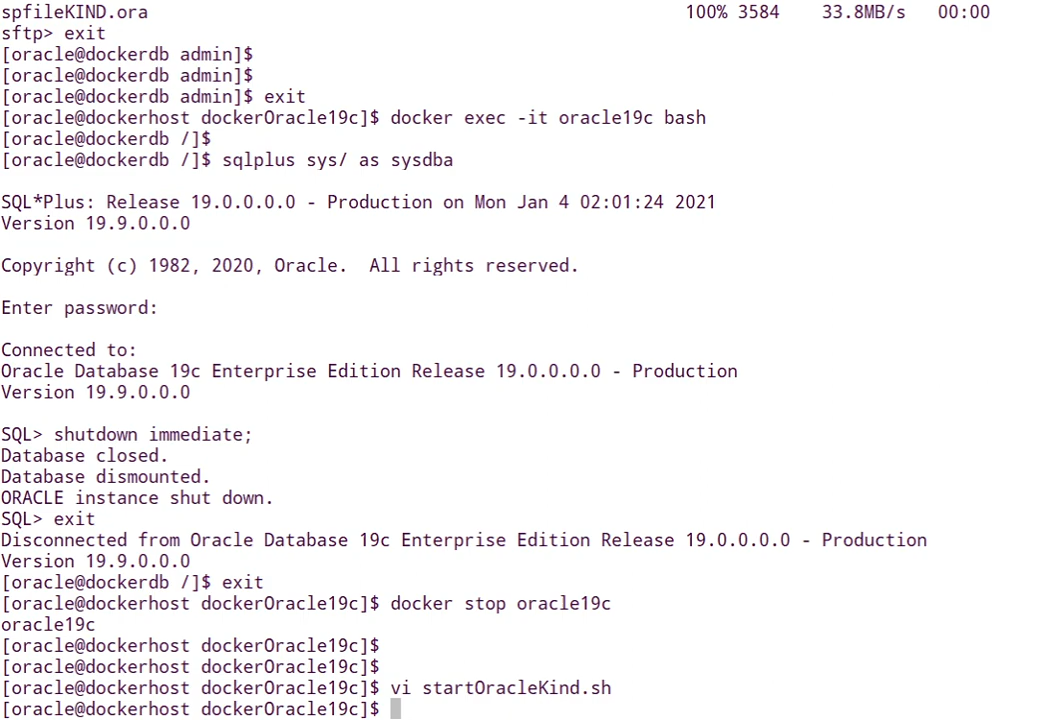 spfileKIND.ora 100% 3584 33.8MB/s 00:00
sftp> exit
[oracle@dockerdb admin]$
[oracle@dockerdb admin]$
[oracle@dockerdb admin]$ exit
[oracle@dockerhost dockerOracle19c]$ docker exec -it oracle19c bash
[oracle@dockerdb /]$
[oracle@dockerdb /]$ sqlplus sys/ as sysdba
SQL*Plus: Release 19.0.0.0.0 - Production on Mon Jan 4 02:01:24 2021
Version 19.9.0.0.0
Copyright (c) 1982, 2020, Oracle.  All rights reserved.
Enter password:
Connected to:
Oracle Database 19c Enterprise Edition Release 19.0.0.0.0 - Production
Version 19.9.0.0.0
SQL> shutdown immediate;
Database closed.
Database dismounted.
ORACLE instance shut down.
SQL> exit
Disconnected from Oracle Database 19c Enterprise Edition Release 19.0.0.0.0 - Production
Version 19.9.0.0.0
[oracle@dockerdb /]$ exit
[oracle@dockerhost dockerOracle19c]$ docker stop oracle19c
oracle19c
[oracle@dockerhost dockerOracle19c]$
[oracle@dockerhost dockerOracle19c]$
[oracle@dockerhost dockerOracle19c]$ vi startOracleKind.sh
[oracle@dockerhost dockerOracle19c]$